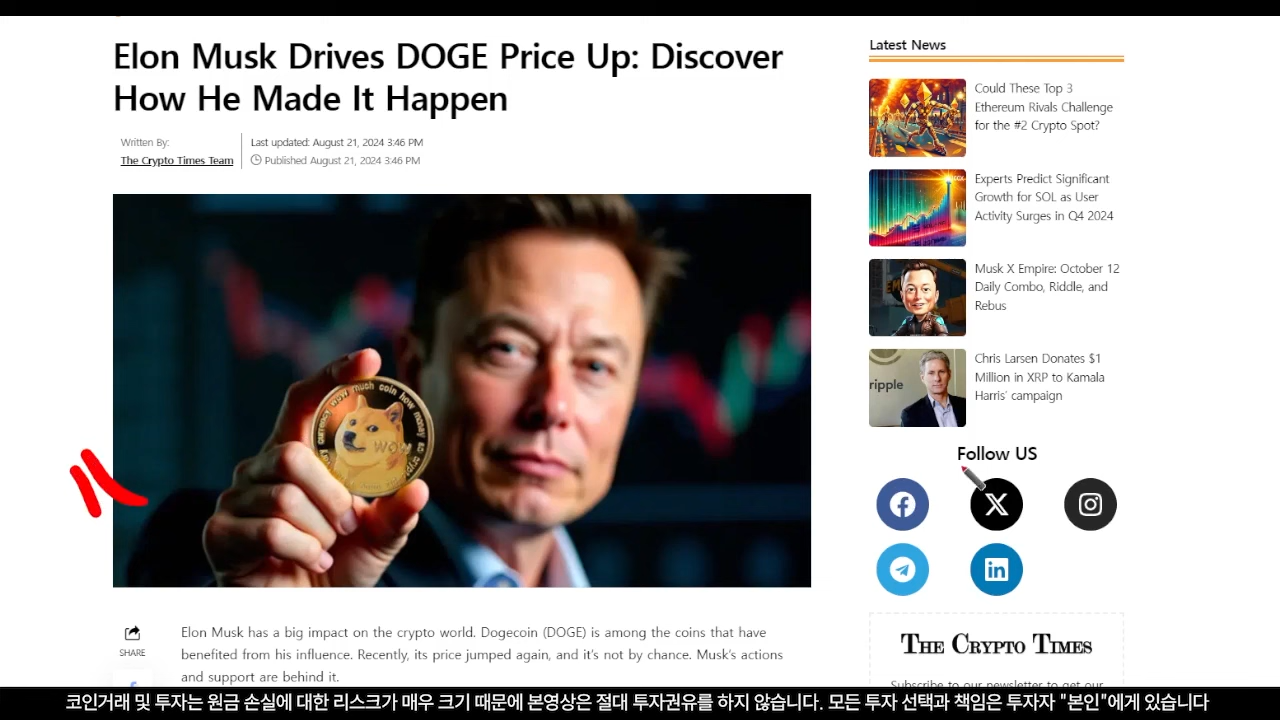 Elon Musk Drives DOGE Price Up: Discover
How He Made It Happen
Written By:
The Crypto Times Team
Last updated: August 21, 2024 3:46 PM
Published August 21, 2024 3:46 PM
WOW
SHARE
Elon Musk has a big impact on the crypto world. Dogecoin (DOGE) is among the coins that have
benefited from his influence. Recently, its price jumped again, and it's not by chance. Musk's actions
and support are behind it.
Latest News
Could These Top 3
Ethereum Rivals Challenge
for the #2 Crypto Spot?
Experts Predict Significant
Growth for SOL as User
Activity Surges in Q4 2024
Musk X Empire: October 12
Daily Combo, Riddle, and
Rebus
ripple
Chris Larsen Donates $1
Million in XRP to Kamala
Harris' campaign
Follow US
The Crypto Times
Subscribe to our newsletter to get our
코인거래 및 투자는 원금 손실에 대한 리스크가 매우 크기 때문에 본영상은 절대 투자권유를 하지 않습니다. 모든 투자 선택과 책임은 투자자 "본인"에게 있습니다